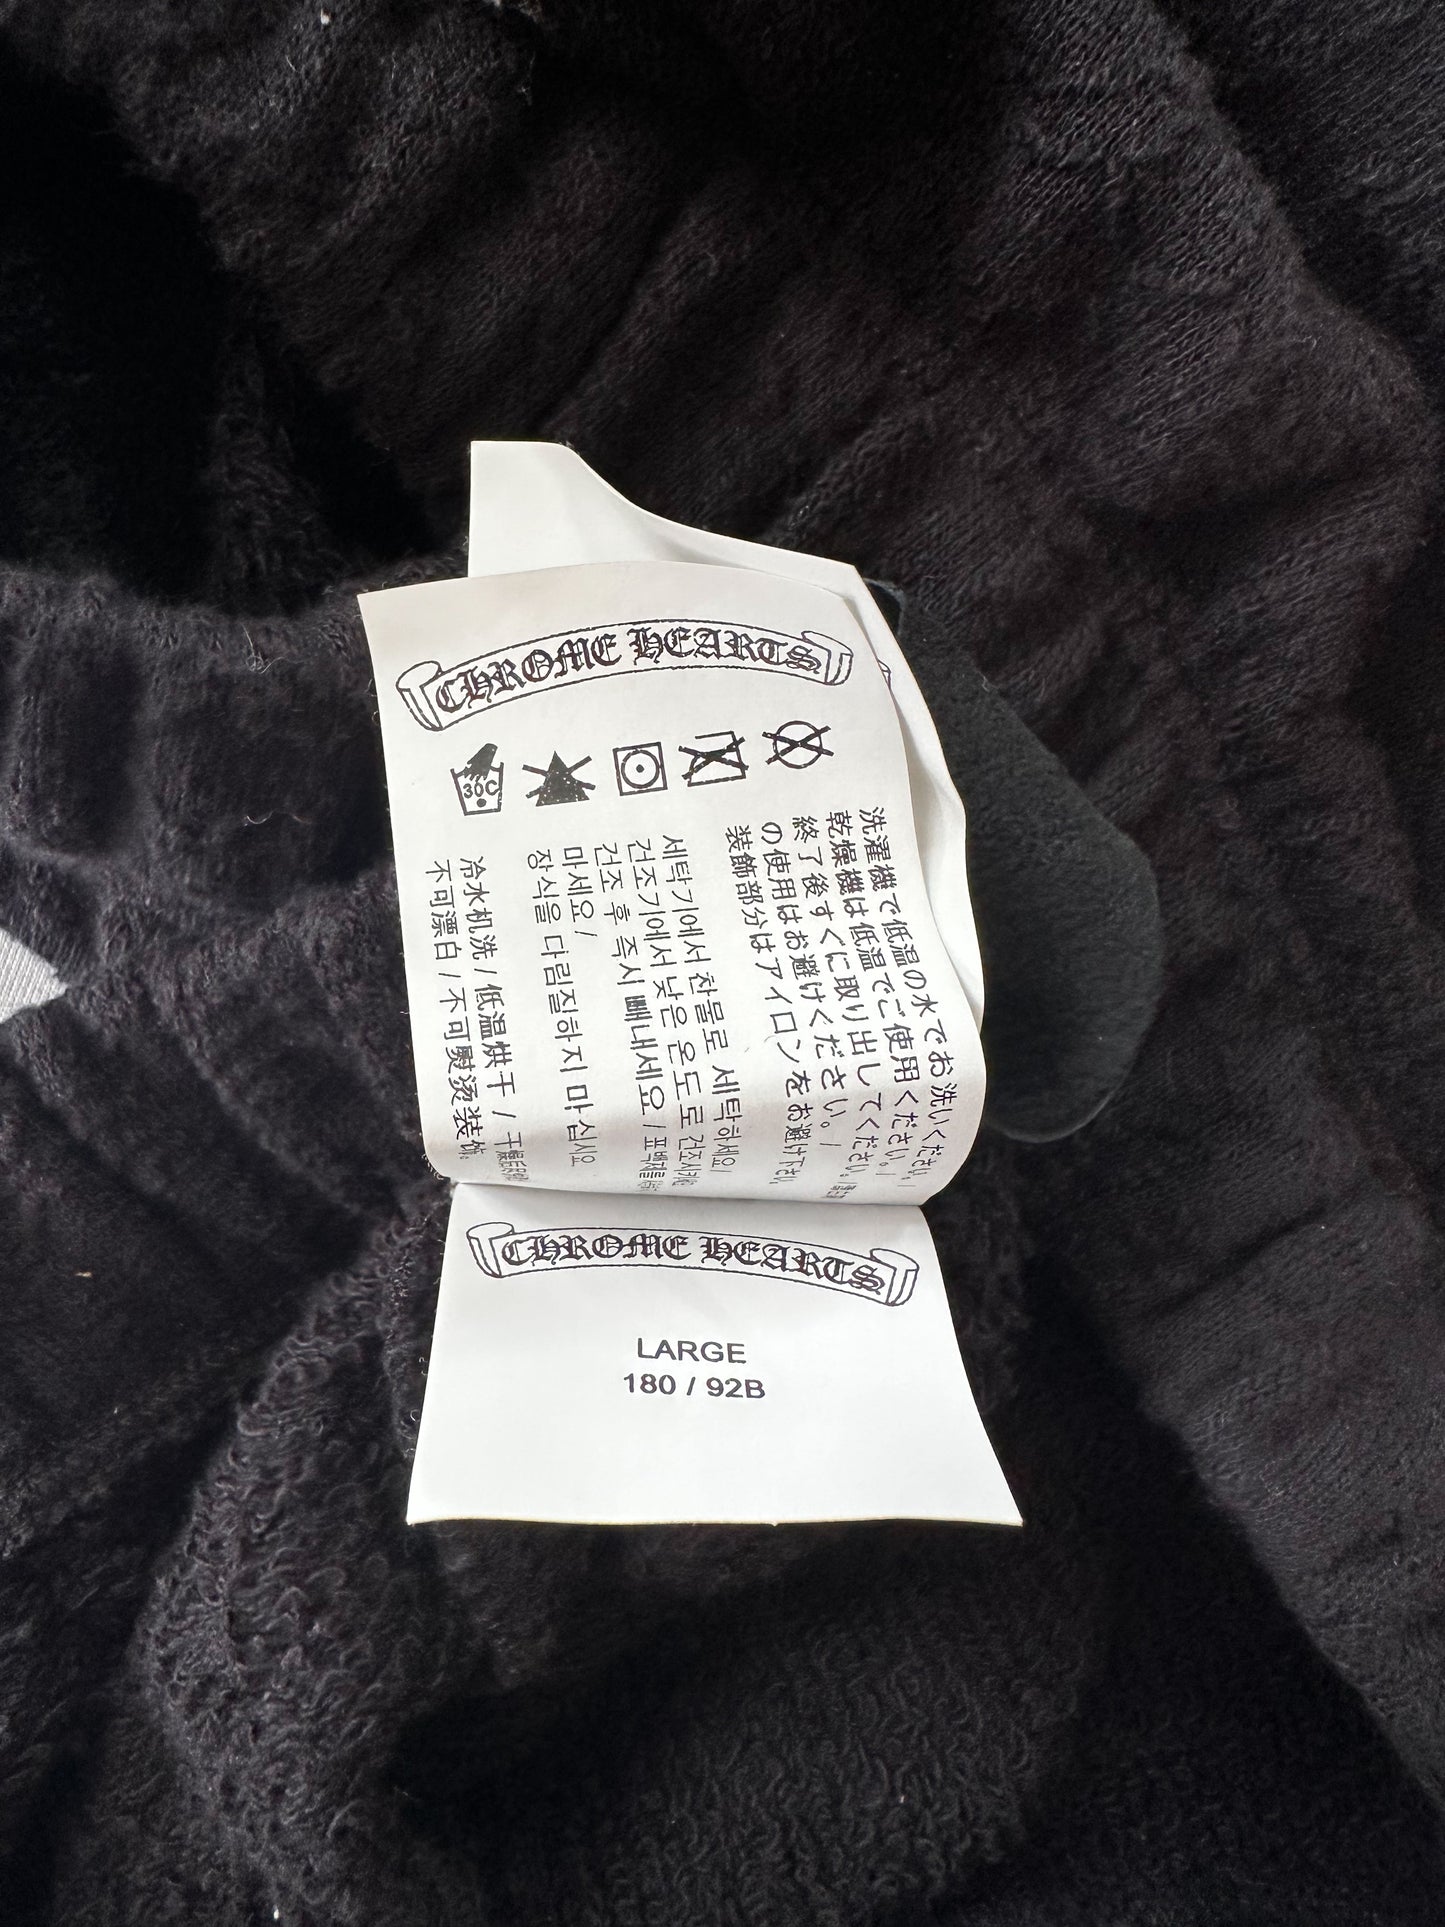 CHROME HEARTS
30C
洗濯機で低温の水でお洗いください。/
乾燥機は低温でご使用ください。/
終了後すぐに取り出してください。/
の使用はお避けください。/
装飾部分はアイロンをお避け下さい。
세탁기에서 찬물로 세탁하세요/
건조기에서 낮은 온도로
건조 후 즉시 빼내세요 / 표백제를
마세요 /
장식을 다림질하지 마십시오
冷水机洗 / 低温烘干 /
不可漂白 / 不可熨烫装饰。
CHROME HEARTS
LARGE
180 / 92B